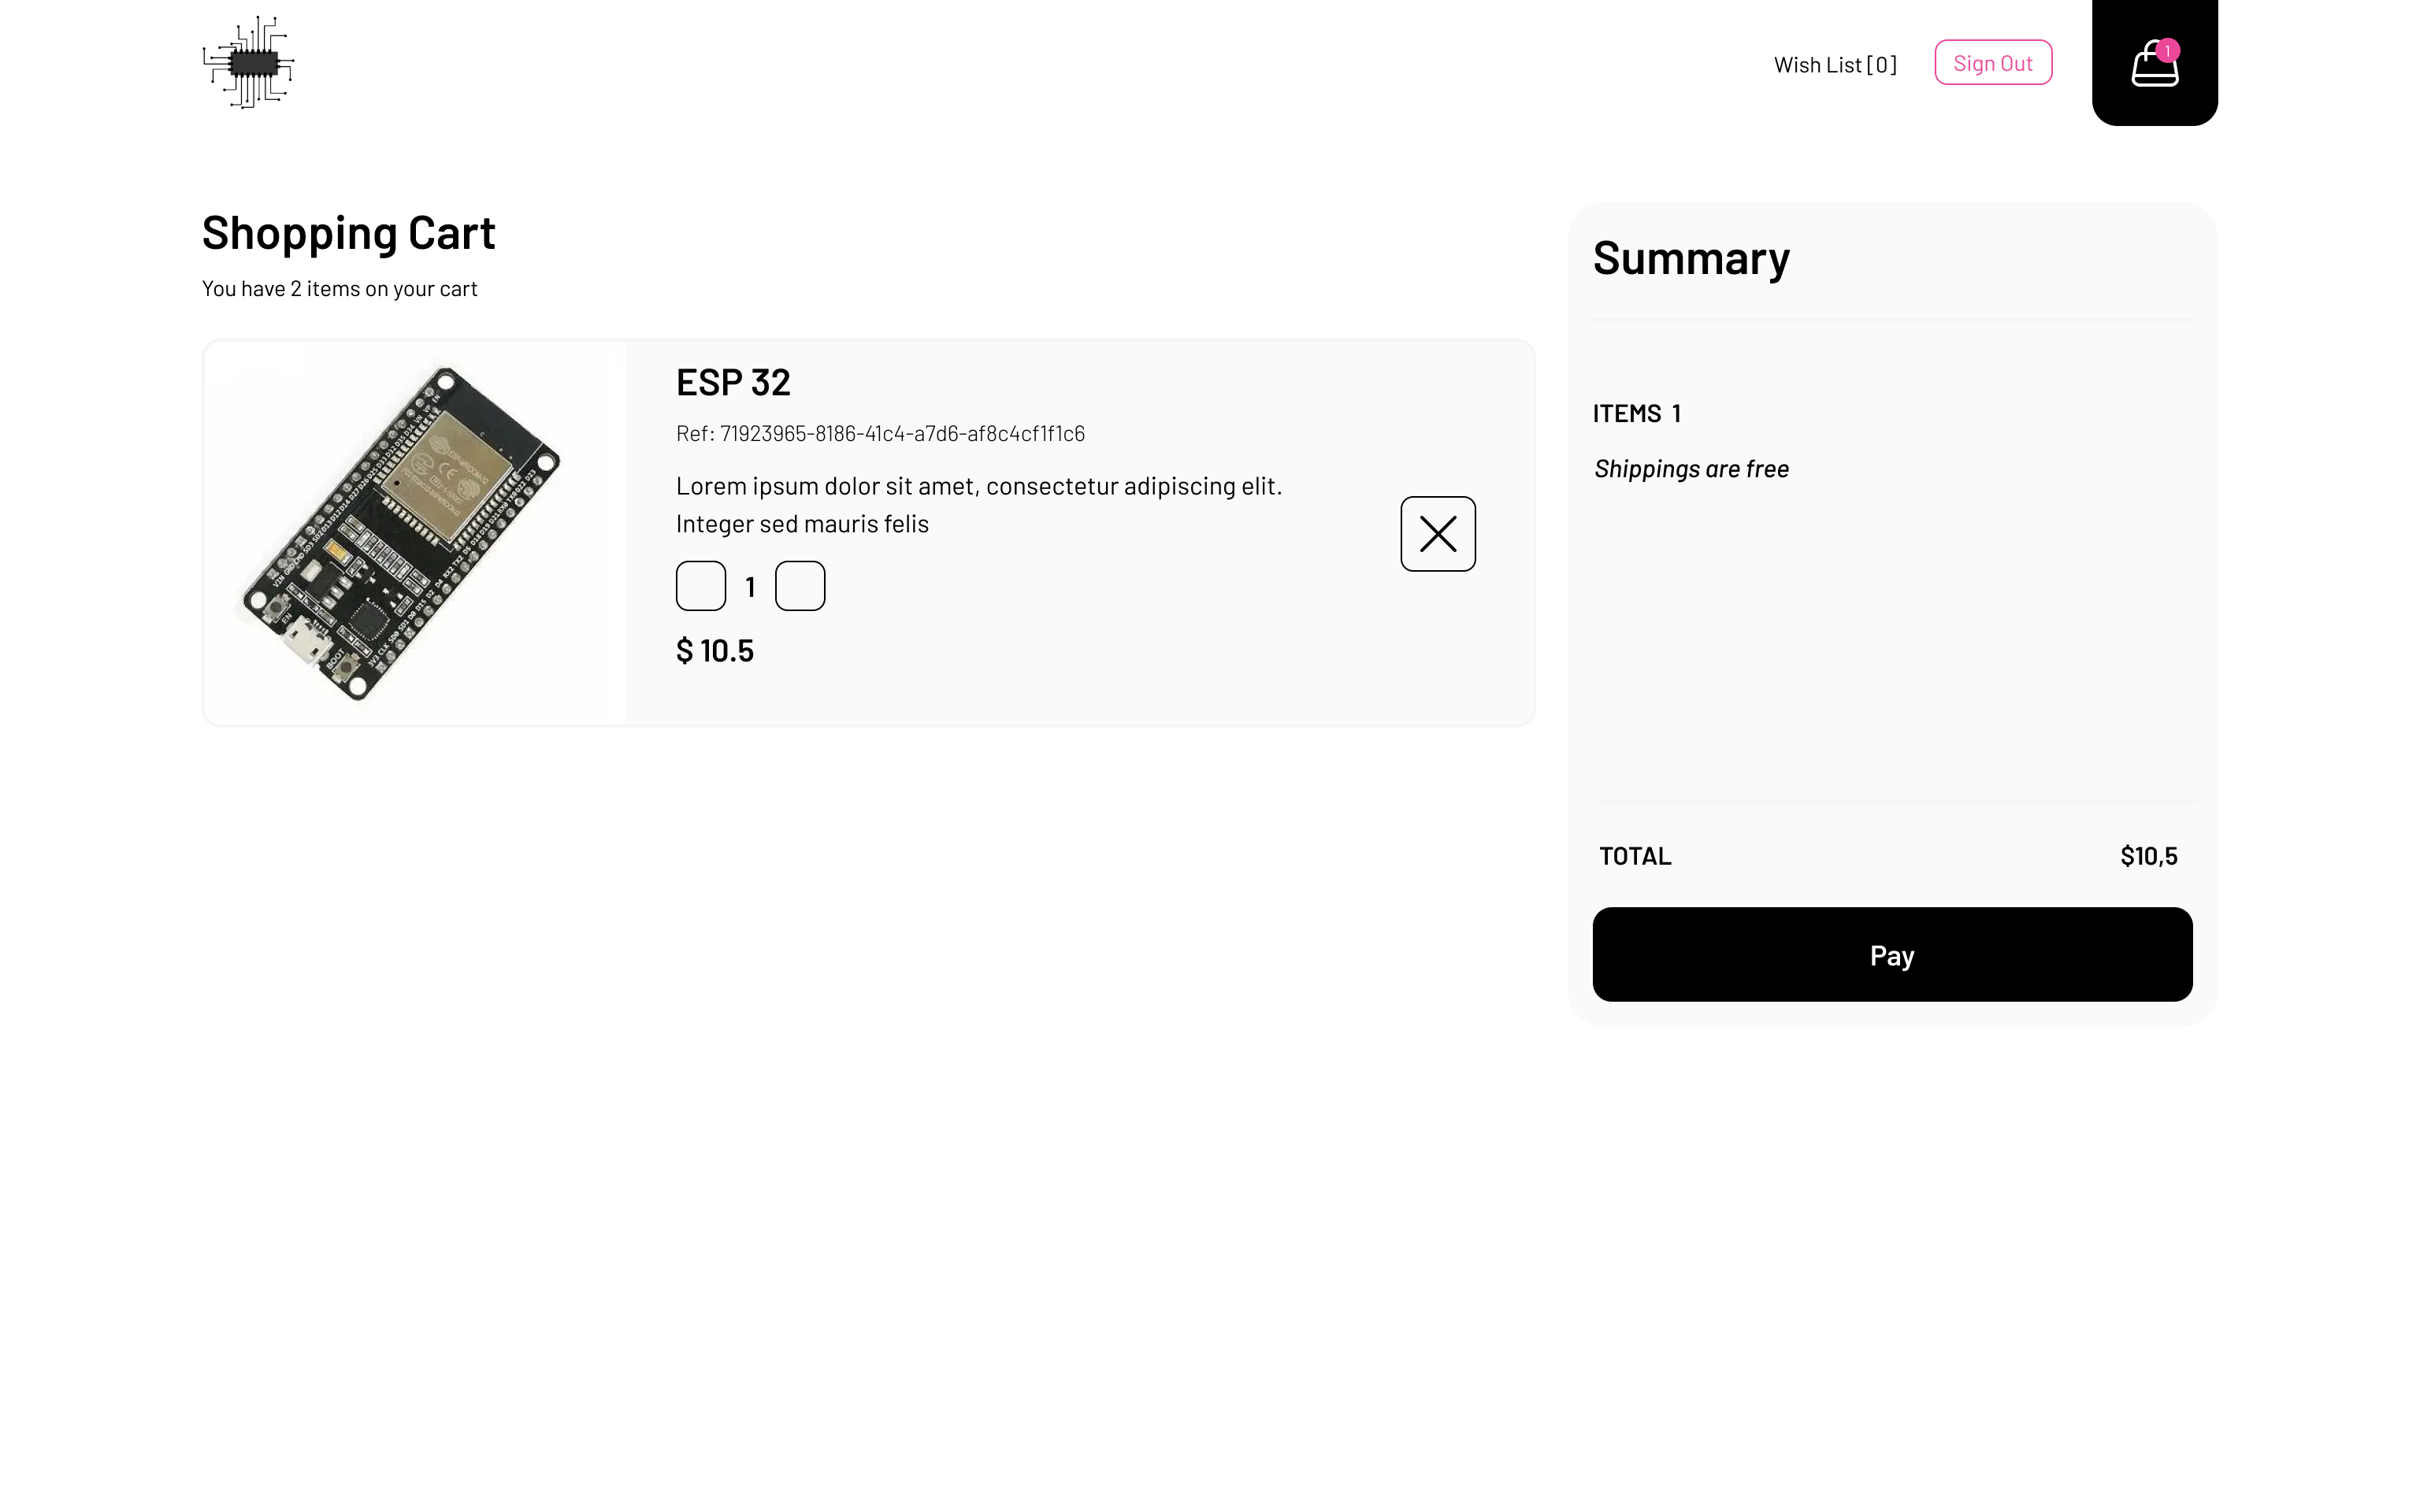 Wish List [0]
Sign Out
1
Shopping Cart
You have 2 items on your cart
ESP 32
Ref: 71923965-8186-41c4-a7d6-af8c4cf1f1c6
Lorem ipsum dolor sit amet, consectetur adipiscing elit.
Integer sed mauris felis
1
$ 10.5
EN
BOOT
Summary
ITEMS 1
Shippings are free
TOTAL
$10,5
Pay